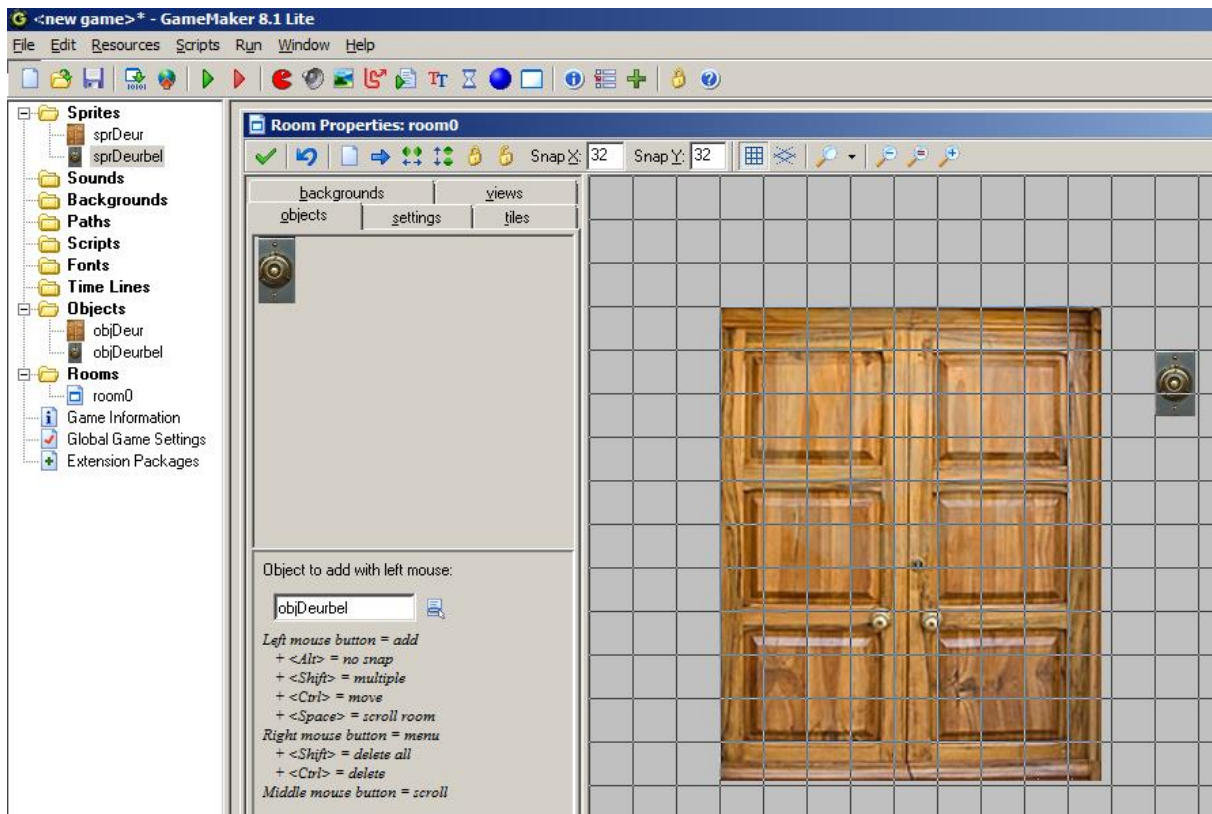 <new game>* - GameMaker 8.1 Lite
File Edit Resources Scripts Run Window Help
Sprites
sprDeur
sprDeurbel
Sounds
Backgrounds
Paths
Scripts
Fonts
Time Lines
Objects
objDeur
objDeurbel
Rooms
room0
Game Information
Global Game Settings
Extension Packages
Room Properties: room0
Snap X: 32 Snap Y: 32
backgrounds views
objects settings tiles
Object to add with left mouse:
objDeurbel
Left mouse button = add
+ <Alt> = no snap
+ <Shift> = multiple
+ <Ctrl> = move
+ <Space> = scroll room
Right mouse button = menu
+ <Shift> = delete all
+ <Ctrl> = delete
Middle mouse button = scroll